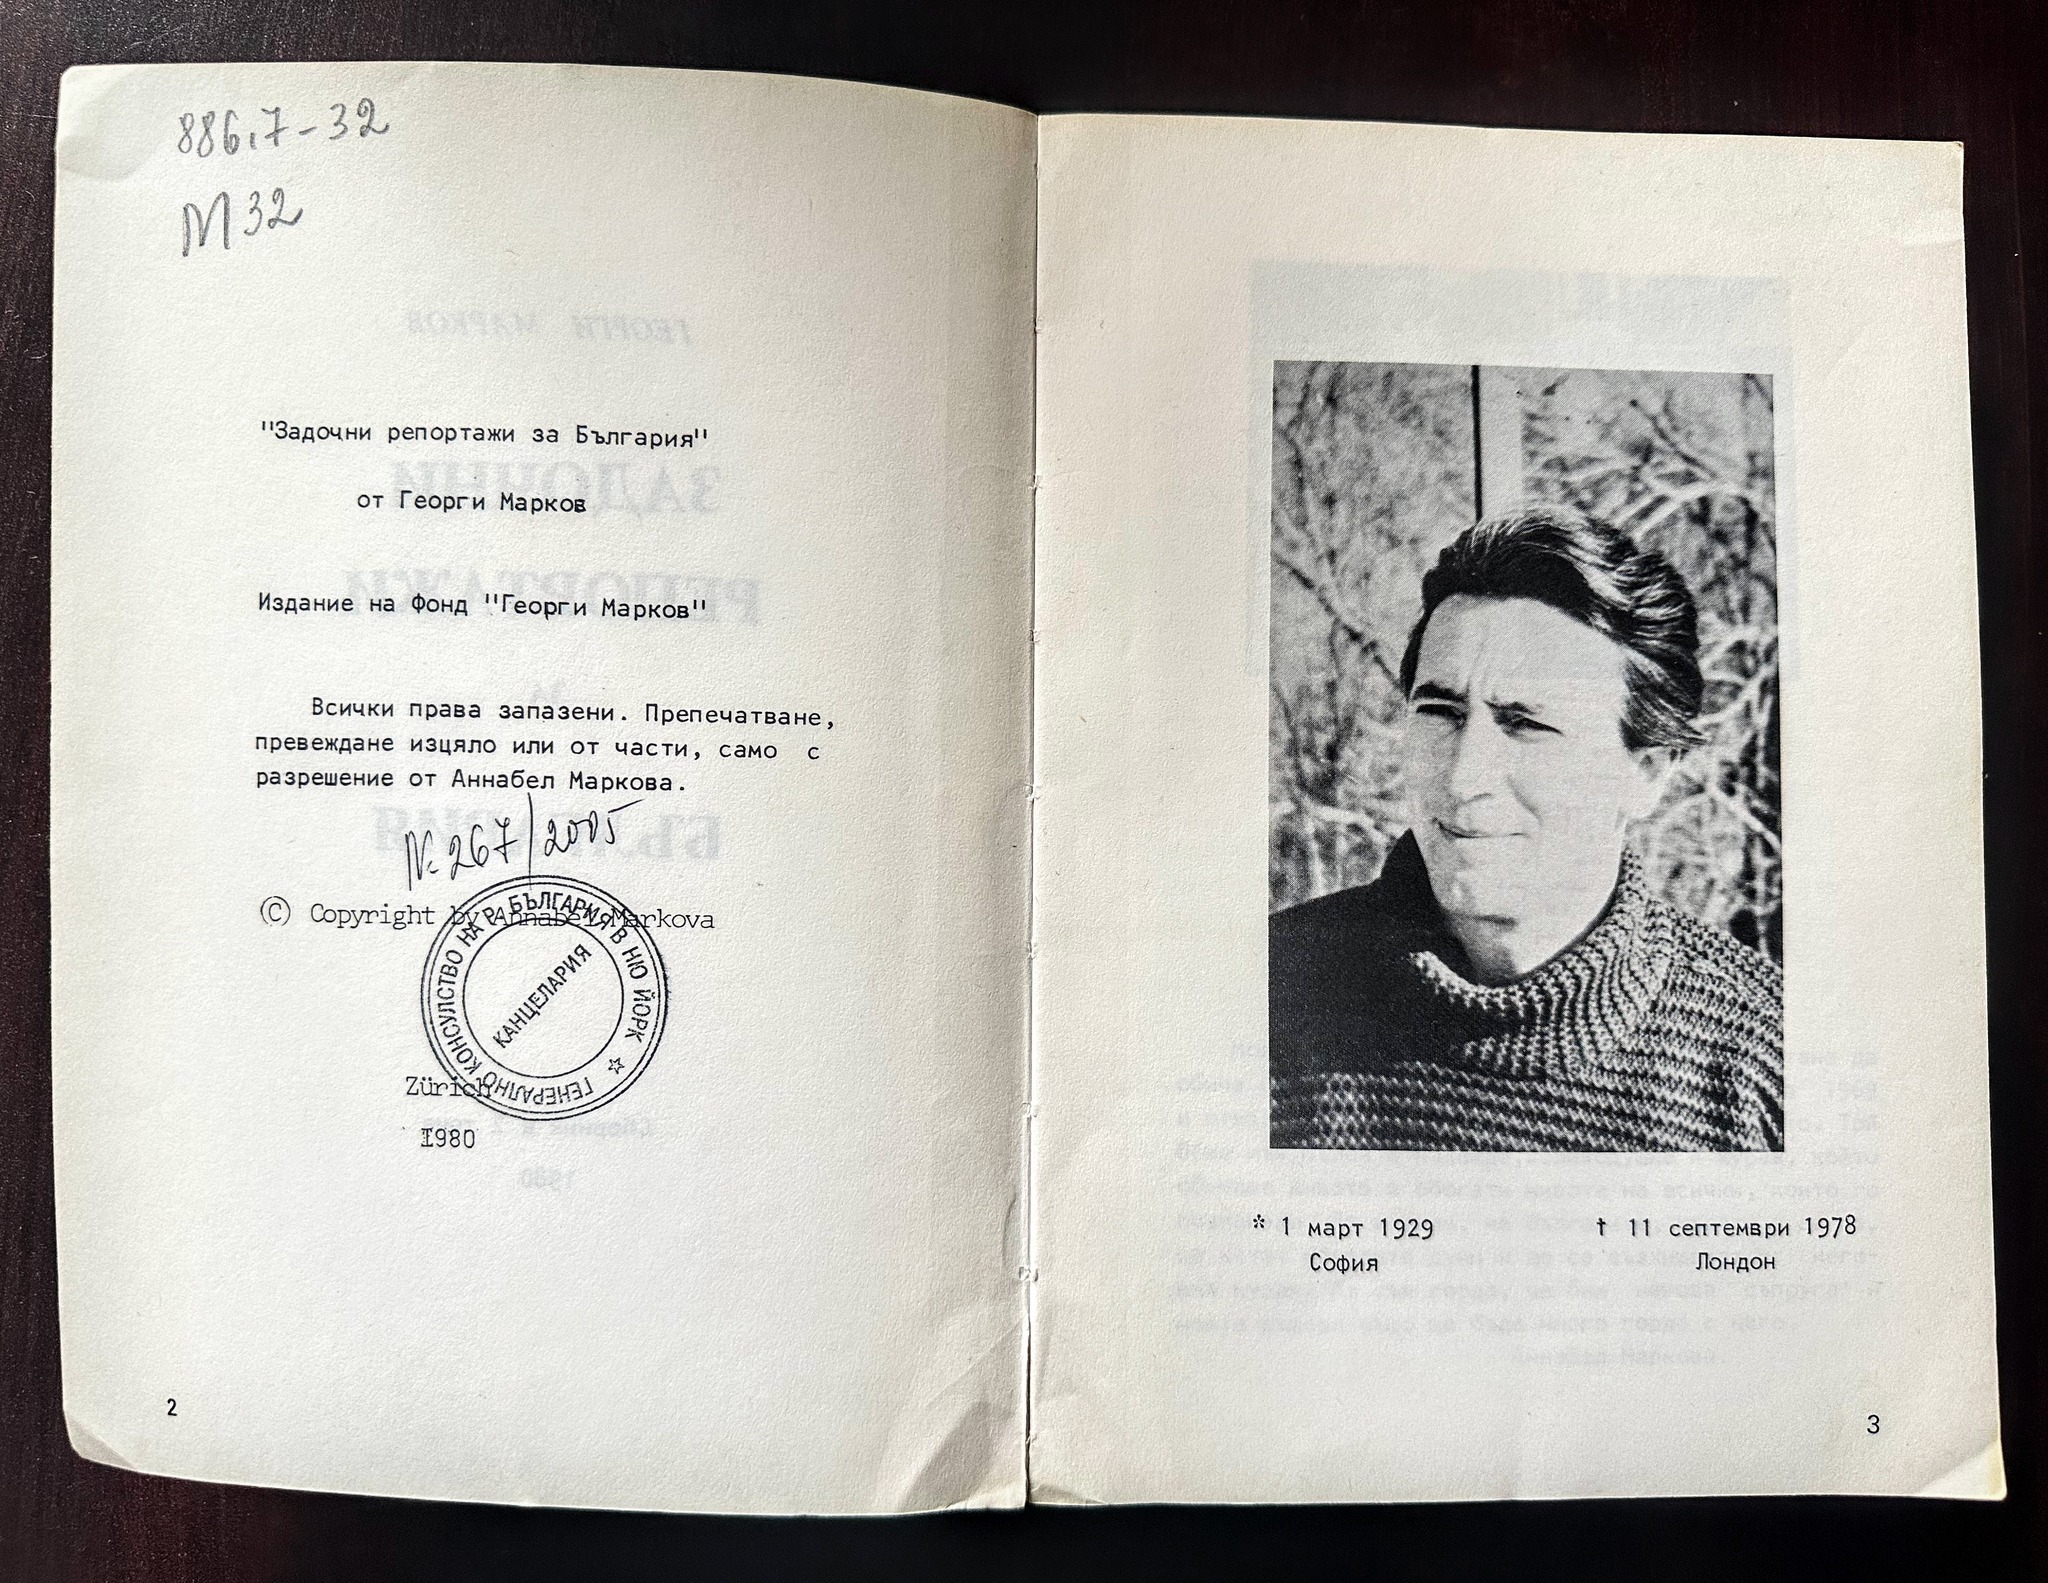 886.7-32
М 32
"Задочни репортажи за България"
от Георги Марков
Издание на Фонд "Георги Марков"
Всички права запазени. Препечатване,
превеждане изцяло или от части, само с
разрешение от Аннабел Маркова.
№ 267/2005
© Copyright by Annabel Markova
ГЕНЕРАЛНО КОНСУЛСТВО НА Р. БЪЛГАРИЯ В НЮ ЙОРК
КАНЦЕЛАРИЯ
Zürich
1980
2
* 1 март 1929
София
† 11 септември 1978
Лондон
3